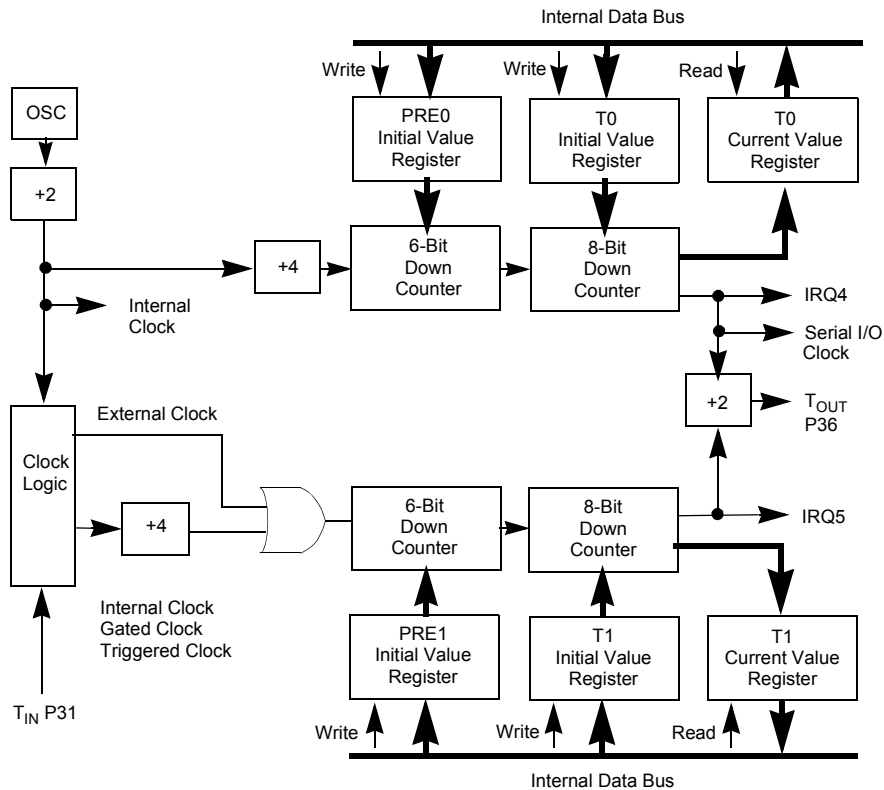 Internal Data Bus
Write
Write
Read
OSC
PRE0
Initial Value
Register
T0
Initial Value
Register
T0
Current Value
Register
+2
+4
6-Bit
Down
Counter
8-Bit
Down
Counter
Internal
Clock
IRQ4
Serial I/O
Clock
+2
TOUT
P36
External Clock
Clock
Logic
+4
6-Bit
Down
Counter
8-Bit
Down
Counter
IRQ5
Internal Clock
Gated Clock
Triggered Clock
PRE1
Initial Value
Register
T1
Initial Value
Register
T1
Current Value
Register
TIN P31
Write
Write
Read
Internal Data Bus